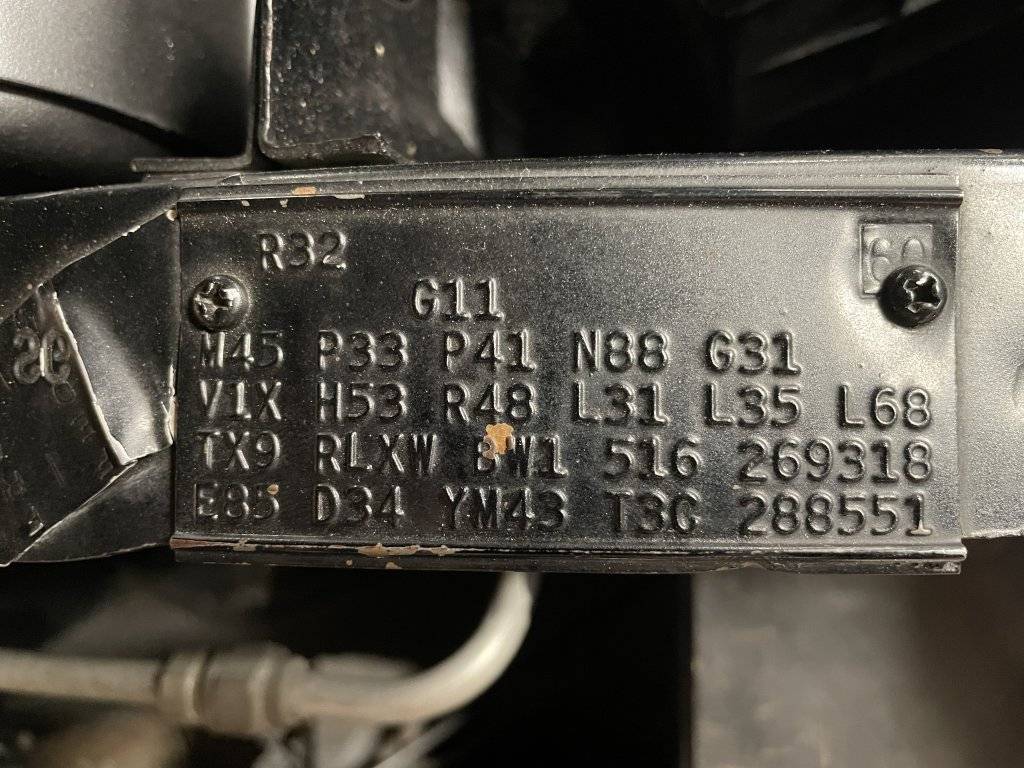 R32
60
G11
M45 P33 P41 N88 G31
V1X H53 R48 L31 L35 L68
TX9 RLXW BW1 516 269318
E85 D34 YM43 T3C 288551